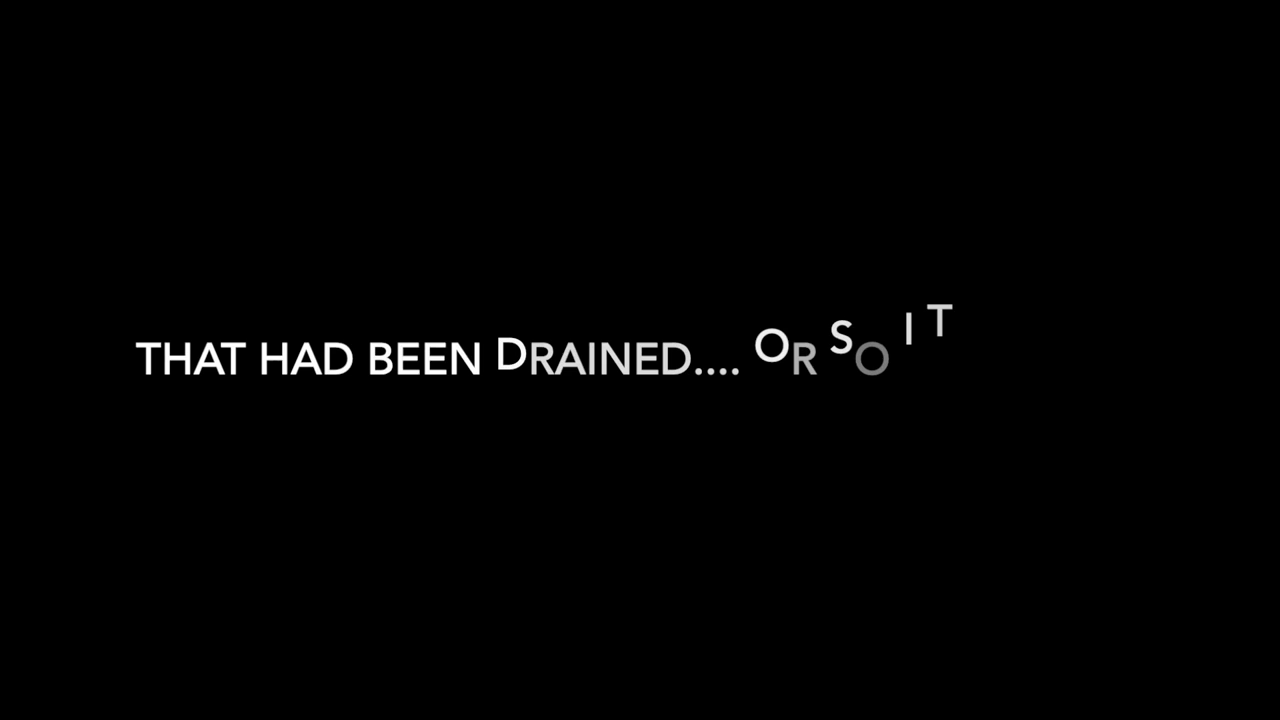 THAT HAD BEEN DRAINED.... OR SO IT